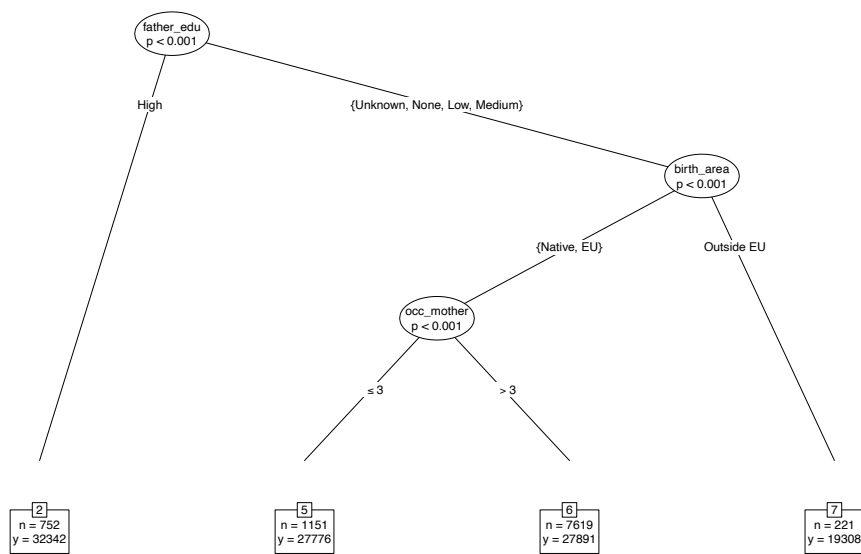 father_edu
p < 0.001
High
{Unknown, None, Low, Medium}
birth_area
p < 0.001
{Native, EU}
Outside EU
occ_mother
p < 0.001
≤ 3
> 3
2
n = 752
y = 32342
5
n = 1151
y = 27776
6
n = 7619
y = 27891
7
n = 221
y = 19308